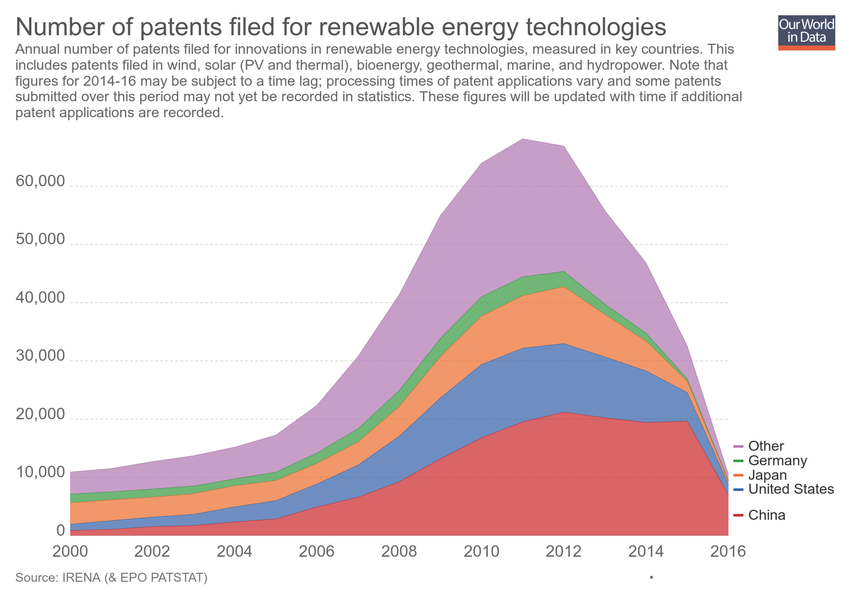 Number of patents filed for renewable energy technologies
Our World
in Data
Annual number of patents filed for innovations in renewable energy technologies, measured in key countries. This
includes patents filed in wind, solar (PV and thermal), bioenergy, geothermal, marine, and hydropower. Note that
figures for 2014-16 may be subject to a time lag; processing times of patent applications vary and some patents
submitted over this period may not yet be recorded in statistics. These figures will be updated with time if additional
patent applications are recorded.
60,000
50,000
40,000
30,000
20,000
10,000
0
Other
Germany
Japan
United States
China
2000 2002 2004 2006 2008 2010 2012 2014 2016
Source: IRENA (& EPO PATSTAT)
•